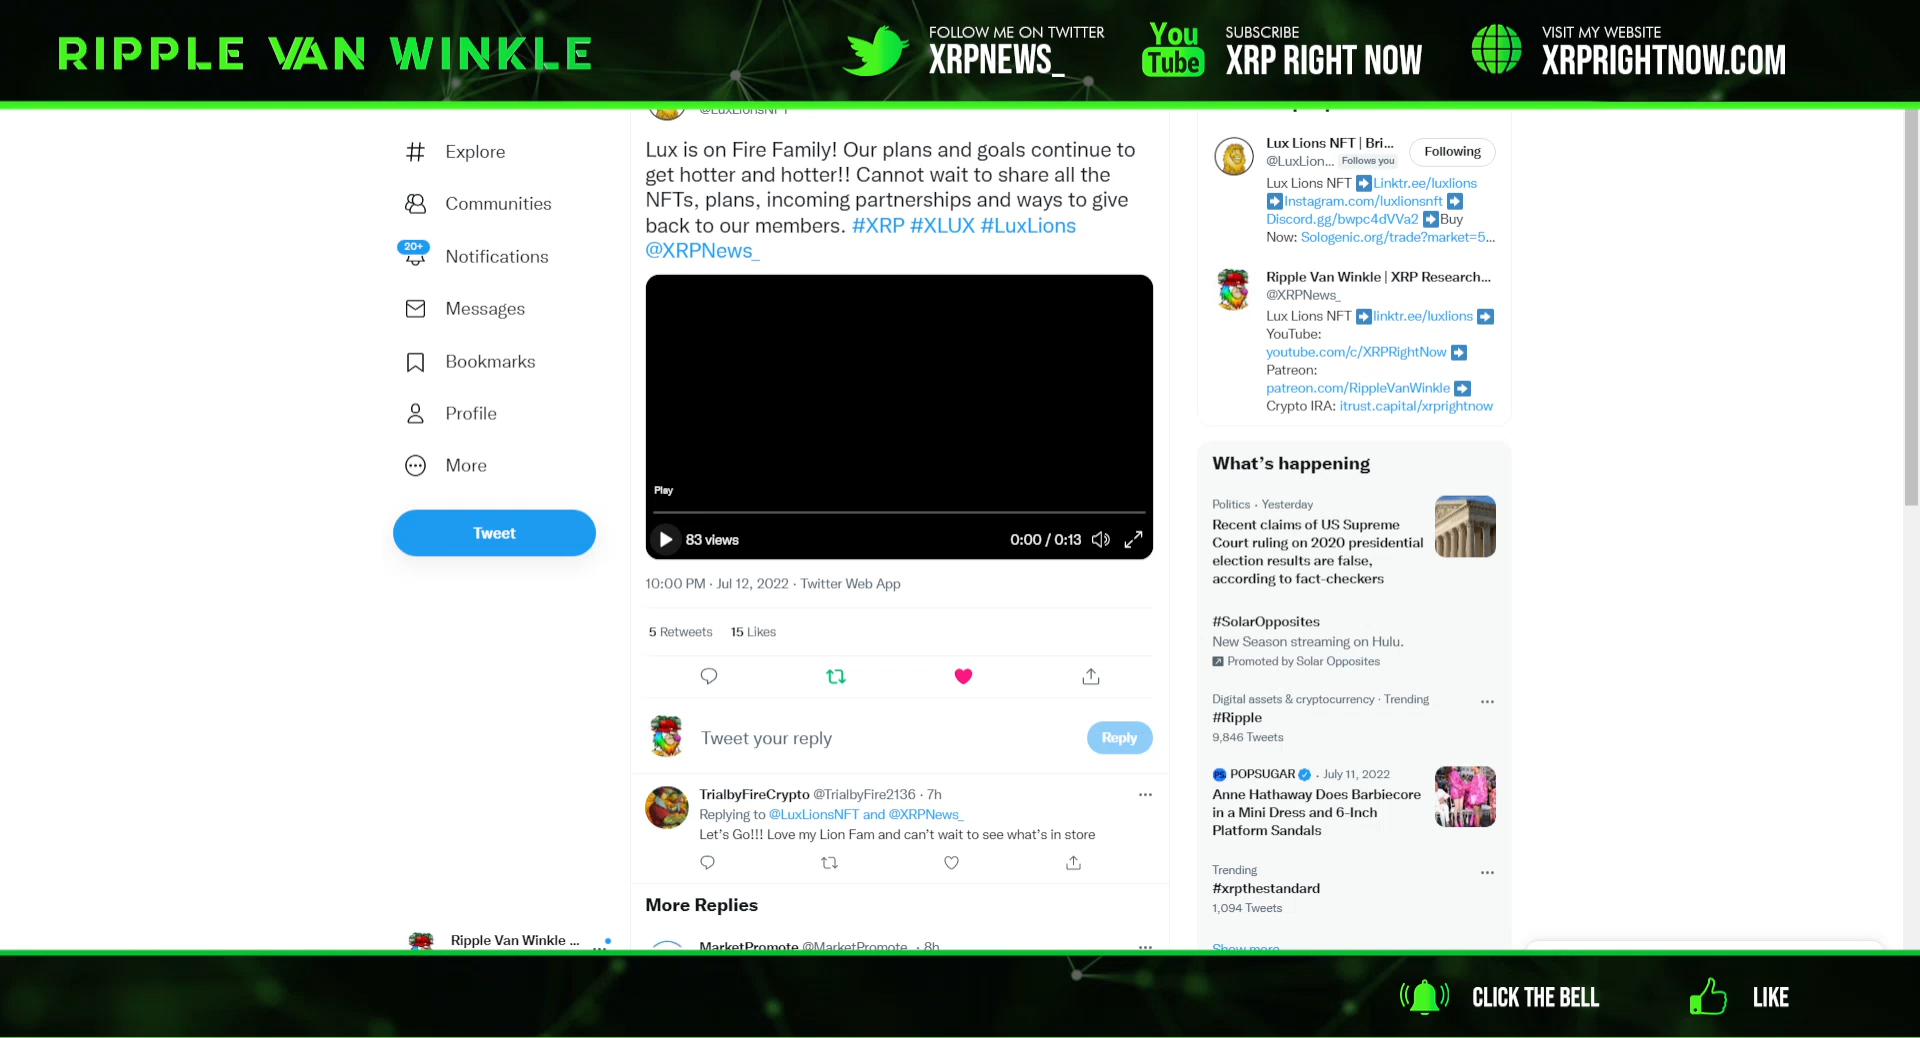 RIPPLE VAN WINKLE
FOLLOW ME ON TWITTER
XRPNEWS_
You
Tube
SUBSCRIBE
XRP RIGHT NOW
VISIT MY WEBSITE
XRPRIGHTNOW.COM
Explore
Communities
20+
Notifications
Messages
Bookmarks
Profile
More
Tweet
Ripple Van Winkle ...
@LuxLionsNFT
Lux is on Fire Family! Our plans and goals continue to
get hotter and hotter!! Cannot wait to share all the
NFTs, plans, incoming partnerships and ways to give
back to our members. #XRP #XLUX #LuxLions
@XRPNews_
Play
83 views
0:00 / 0:13
10:00 PM · Jul 12, 2022 · Twitter Web App
5 Retweets 15 Likes
Tweet your reply
Reply
TrialbyFireCrypto @TrialbyFire2136 · 7h
Replying to @LuxLionsNFT and @XRPNews_
Let's Go!!! Love my Lion Fam and can't wait to see what's in store
More Replies
MarketPromote @MarketPromote_ · 8h
Lux Lions NFT | Bri...
@LuxLion... Follows you
Following
Lux Lions NFT ➡Linktr.ee/luxlions
➡Instagram.com/luxlionsnft ➡
Discord.gg/bwpc4dVVa2 ➡Buy
Now: Sologenic.org/trade?market=5...
Ripple Van Winkle | XRP Research...
@XRPNews_
Lux Lions NFT ➡linktr.ee/luxlions ➡
YouTube:
youtube.com/c/XRPRightNow ➡
Patreon:
patreon.com/RippleVanWinkle ➡
Crypto IRA: itrust.capital/xrprightnow
What's happening
Politics · Yesterday
Recent claims of US Supreme
Court ruling on 2020 presidential
election results are false,
according to fact-checkers
#SolarOpposites
New Season streaming on Hulu.
Promoted by Solar Opposites
Digital assets & cryptocurrency · Trending
#Ripple
9,846 Tweets
PS POPSUGAR · July 11, 2022
Anne Hathaway Does Barbiecore
in a Mini Dress and 6-Inch
Platform Sandals
Trending
#xrpthestandard
1,094 Tweets
Show more
CLICK THE BELL
LIKE